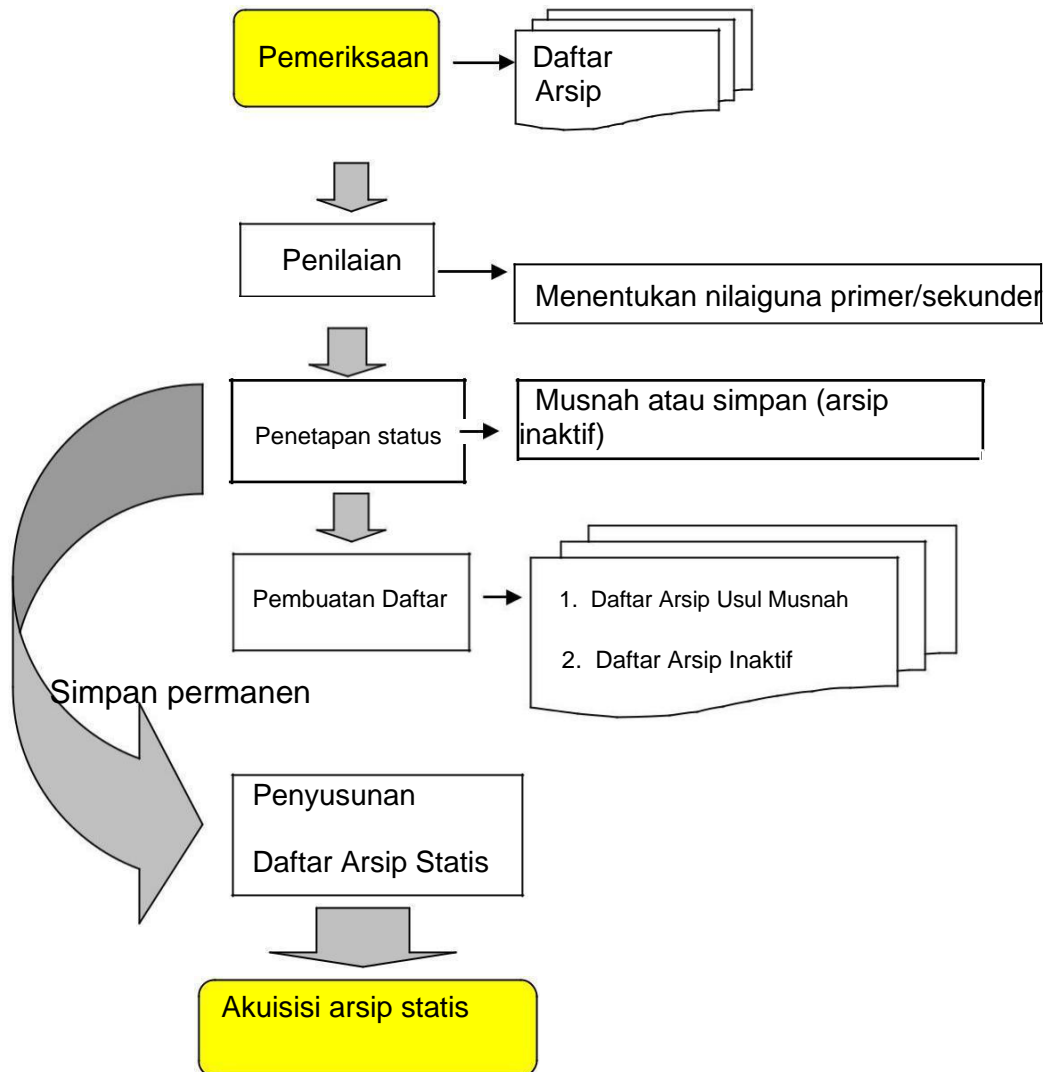 Pemeriksaan
Daftar
Arsip
Penilaian
Menentukan nilaiguna primer/sekunder
Penetapan status
Musnah atau simpan (arsip
inaktif)
Pembuatan Daftar
1. Daftar Arsip Usul Musnah
2. Daftar Arsip Inaktif
Simpan permanen
Penyusunan
Daftar Arsip Statis
Akuisisi arsip statis